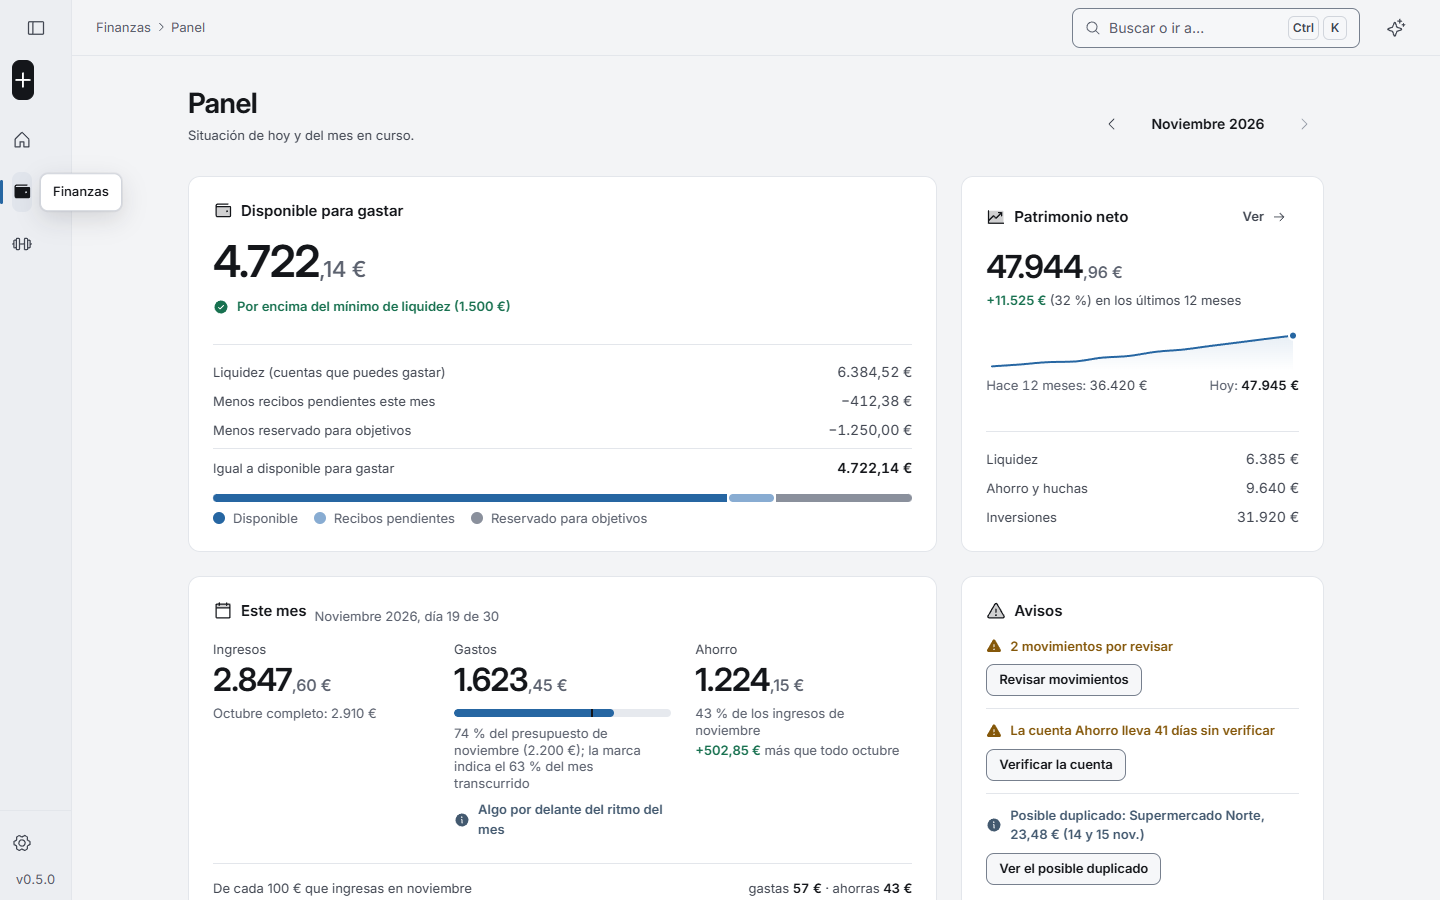 Finanzas > Panel
Buscar o ir a...
Ctrl K
Panel
Situación de hoy y del mes en curso.
Noviembre 2026
Finanzas
Disponible para gastar
4.722,14 €
Por encima del mínimo de liquidez (1.500 €)
Liquidez (cuentas que puedes gastar) 6.384,52 €
Menos recibos pendientes este mes −412,38 €
Menos reservado para objetivos −1.250,00 €
Igual a disponible para gastar 4.722,14 €
Disponible Recibos pendientes Reservado para objetivos
Patrimonio neto
Ver →
47.944,96 €
+11.525 € (32 %) en los últimos 12 meses
Hace 12 meses: 36.420 € Hoy: 47.945 €
Liquidez 6.385 €
Ahorro y huchas 9.640 €
Inversiones 31.920 €
Este mes Noviembre 2026, día 19 de 30
Ingresos
2.847,60 €
Octubre completo: 2.910 €
Gastos
1.623,45 €
74 % del presupuesto de
noviembre (2.200 €); la marca
indica el 63 % del mes
transcurrido
Algo por delante del ritmo del
mes
Ahorro
1.224,15 €
43 % de los ingresos de
noviembre
+502,85 € más que todo octubre
De cada 100 € que ingresas en noviembre gastas 57 € · ahorras 43 €
Avisos
2 movimientos por revisar
Revisar movimientos
La cuenta Ahorro lleva 41 días sin verificar
Verificar la cuenta
Posible duplicado: Supermercado Norte,
23,48 € (14 y 15 nov.)
Ver el posible duplicado
v0.5.0